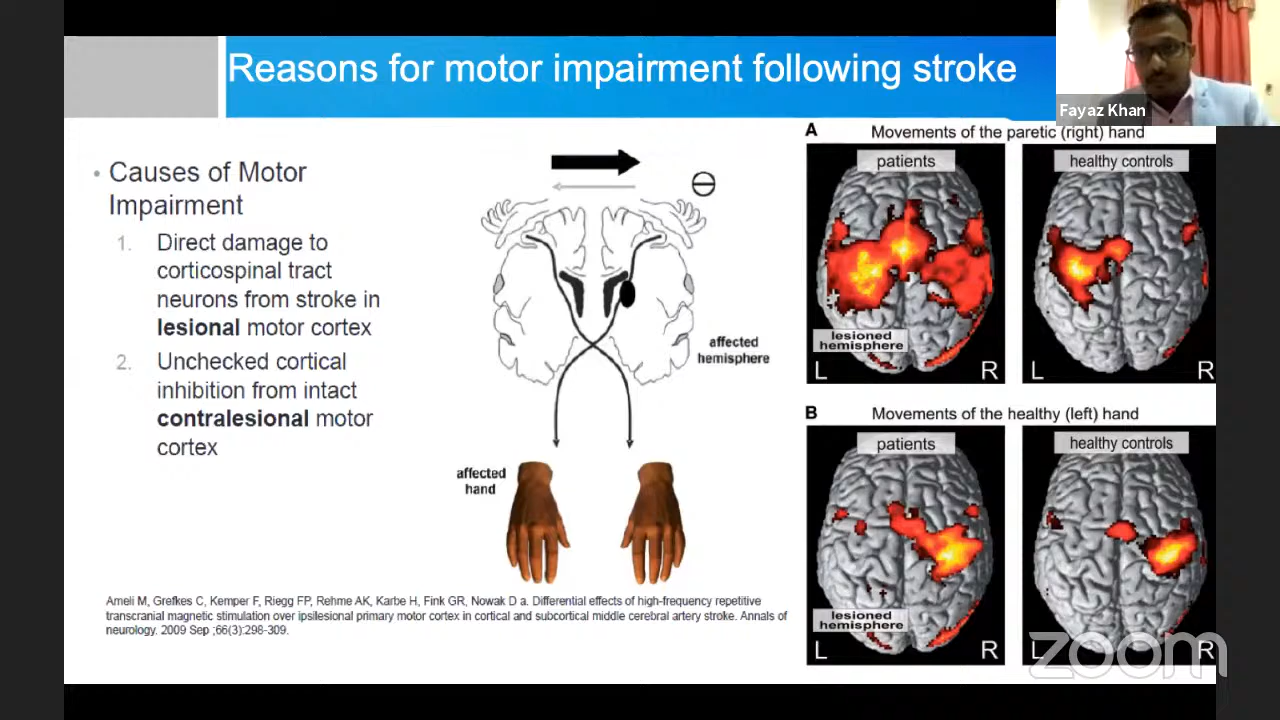 Reasons for motor impairment following stroke
Fayaz Khan
• Causes of Motor
Impairment
1. Direct damage to
corticospinal tract
neurons from stroke in
lesional motor cortex
2. Unchecked cortical
inhibition from intact
contralesional motor
cortex
affected
hemisphere
affected
hand
A Movements of the paretic (right) hand
patients
healthy controls
lesioned
hemisphere
L R
L R
B Movements of the healthy (left) hand
patients
healthy controls
lesioned
hemisphere
L R
L R
Ameli M, Grefkes C, Kemper F, Riegg FP, Rehme AK, Karbe H, Fink GR, Nowak D a. Differential effects of high-frequency repetitive
transcranial magnetic stimulation over ipsilesional primary motor cortex in cortical and subcortical middle cerebral artery stroke. Annals of
neurology. 2009 Sep ;66(3):298-309.
zoom